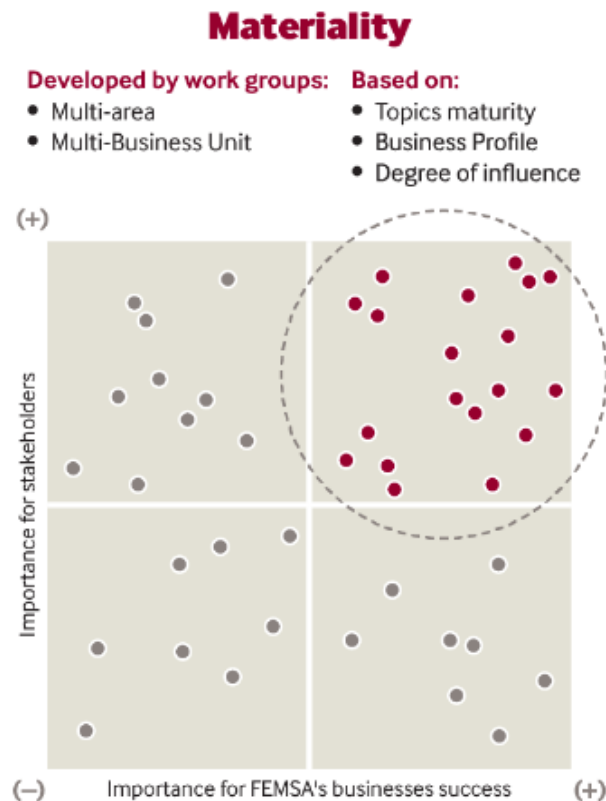 Materiality
Developed by work groups:
• Multi-area
• Multi-Business Unit
Based on:
• Topics maturity
• Business Profile
• Degree of influence
(+)
Importance for stakeholders
(−)
Importance for FEMSA's businesses success
(+)